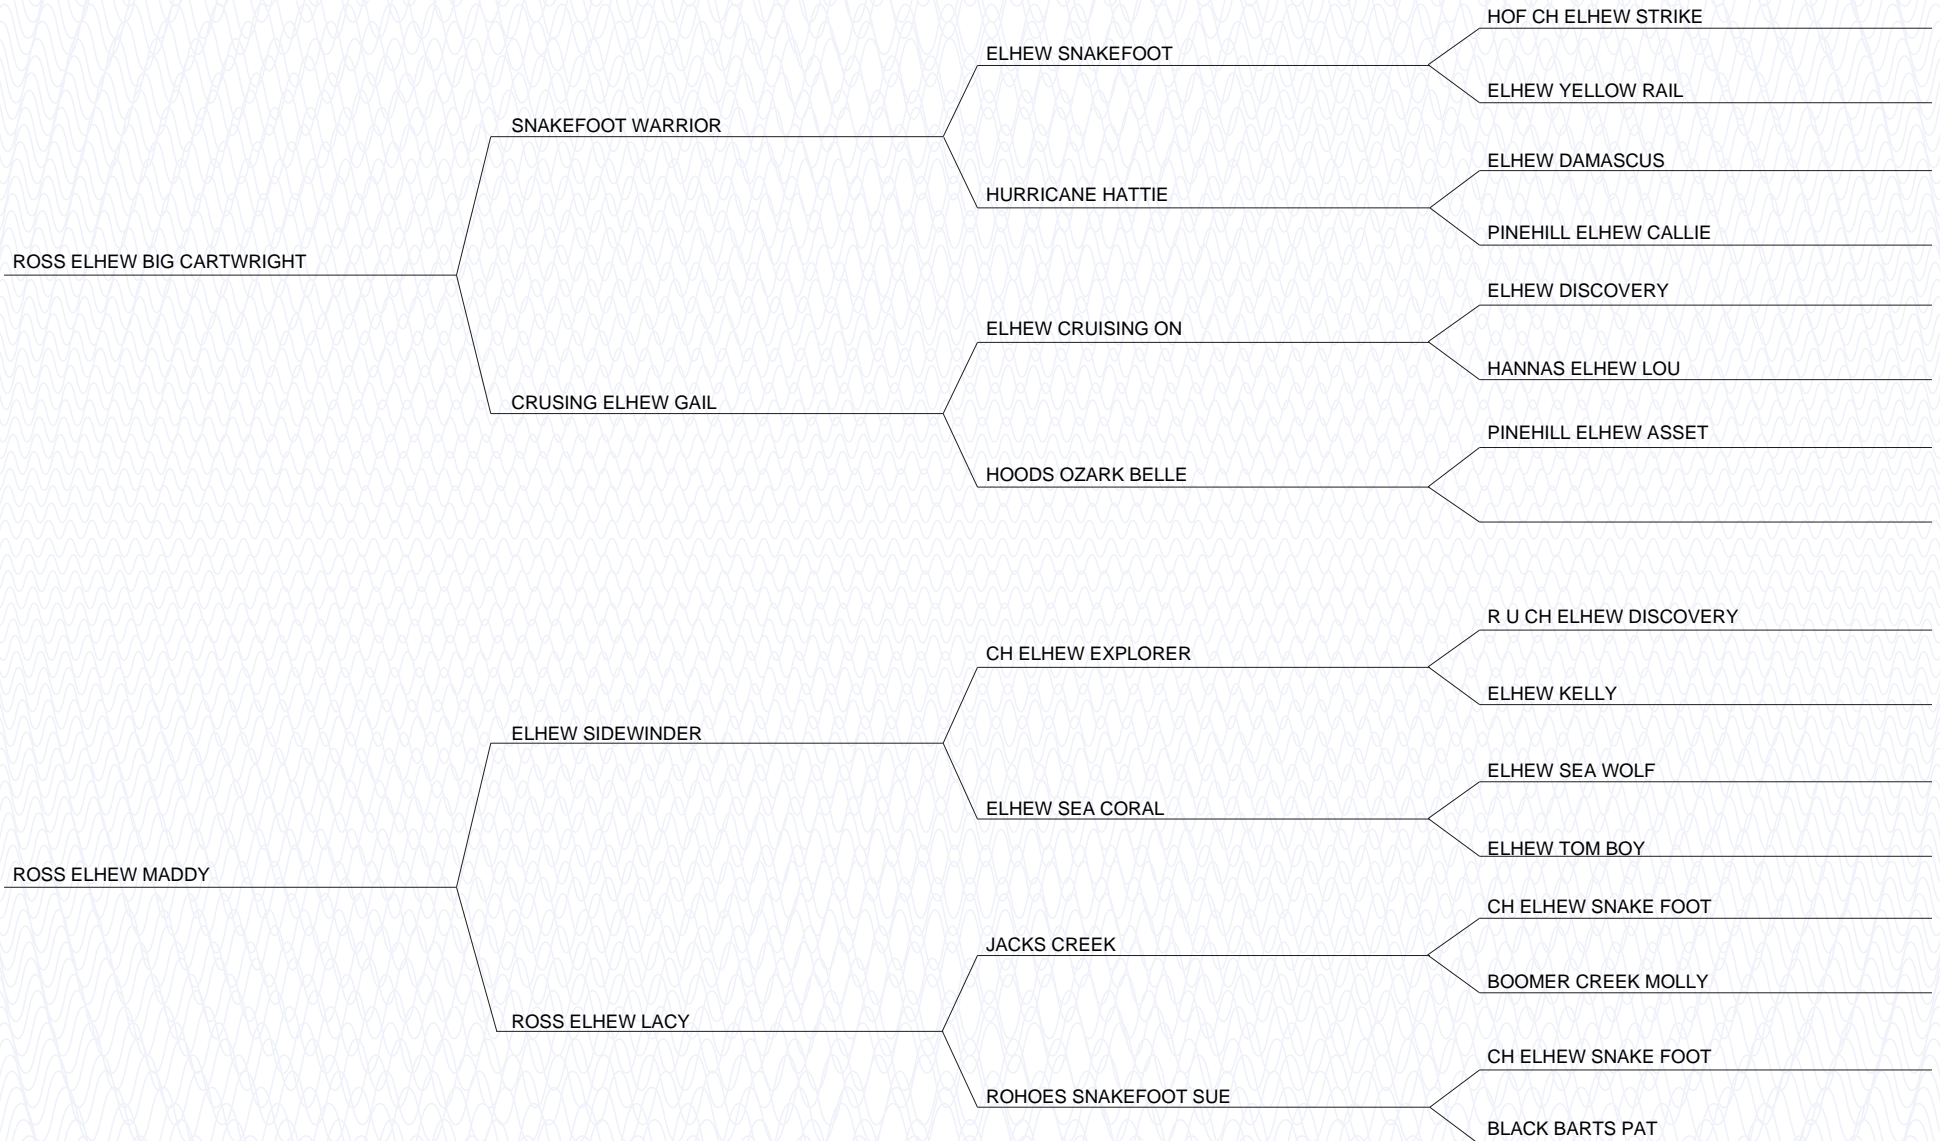 HOF CH ELHEW STRIKE
ELHEW SNAKEFOOT
ELHEW YELLOW RAIL
SNAKEFOOT WARRIOR
ELHEW DAMASCUS
HURRICANE HATTIE
PINEHILL ELHEW CALLIE
ROSS ELHEW BIG CARTWRIGHT
ELHEW DISCOVERY
ELHEW CRUISING ON
HANNAS ELHEW LOU
CRUSING ELHEW GAIL
PINEHILL ELHEW ASSET
HOODS OZARK BELLE
R U CH ELHEW DISCOVERY
CH ELHEW EXPLORER
ELHEW KELLY
ELHEW SIDEWINDER
ELHEW SEA WOLF
ELHEW SEA CORAL
ELHEW TOM BOY
ROSS ELHEW MADDY
CH ELHEW SNAKE FOOT
JACKS CREEK
BOOMER CREEK MOLLY
ROSS ELHEW LACY
CH ELHEW SNAKE FOOT
ROHOES SNAKEFOOT SUE
BLACK BARTS PAT